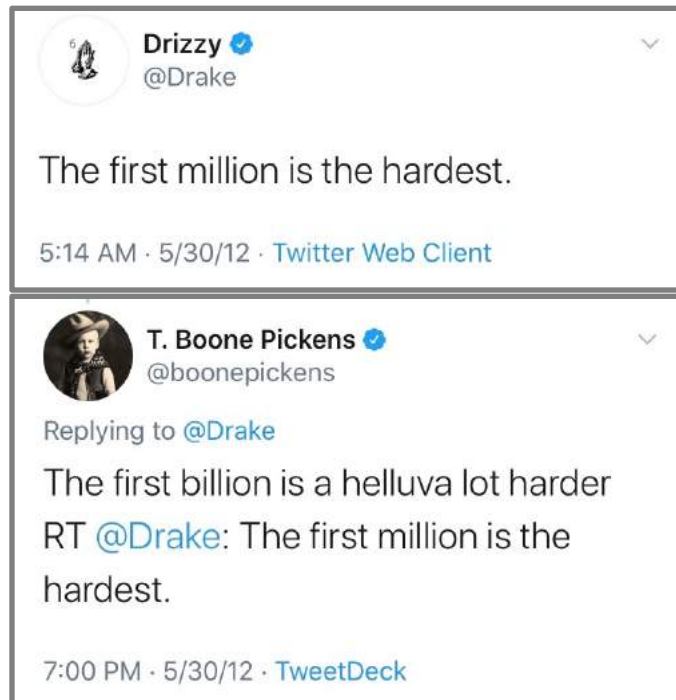 6
Drizzy
@Drake
The first million is the hardest.
5:14 AM · 5/30/12 · Twitter Web Client
T. Boone Pickens
@boonepickens
Replying to @Drake
The first billion is a helluva lot harder
RT @Drake: The first million is the
hardest.
7:00 PM · 5/30/12 · TweetDeck